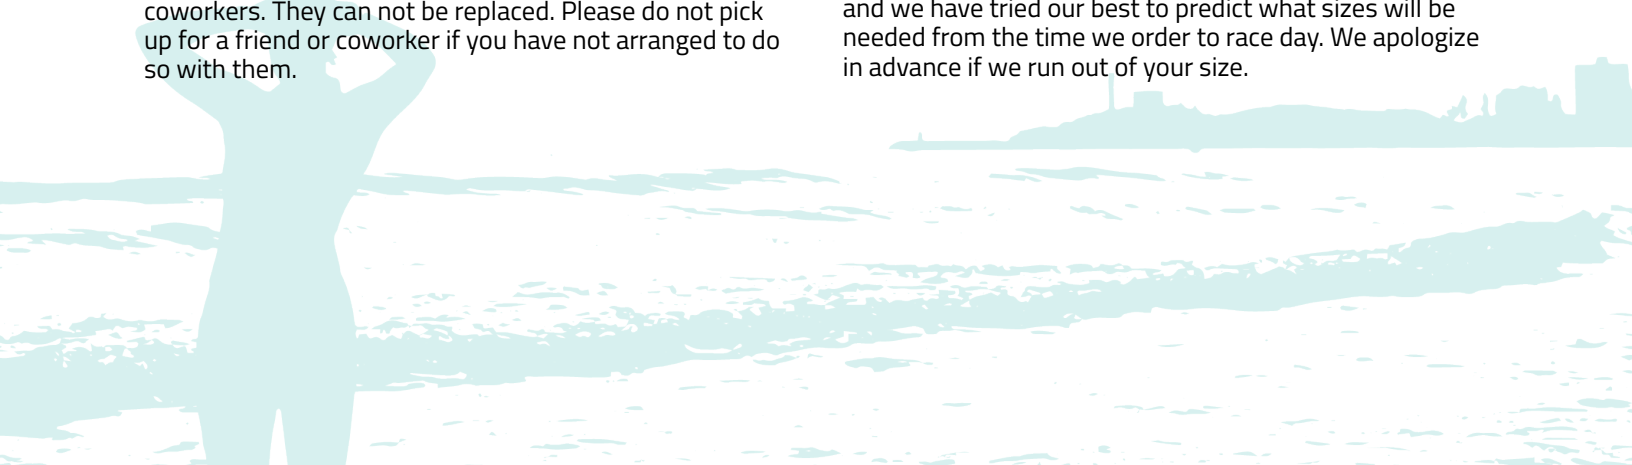 coworkers. They can not be replaced. Please do not pick
up for a friend or coworker if you have not arranged to do
so with them.
and we have tried our best to predict what sizes will be
needed from the time we order to race day. We apologize
in advance if we run out of your size.